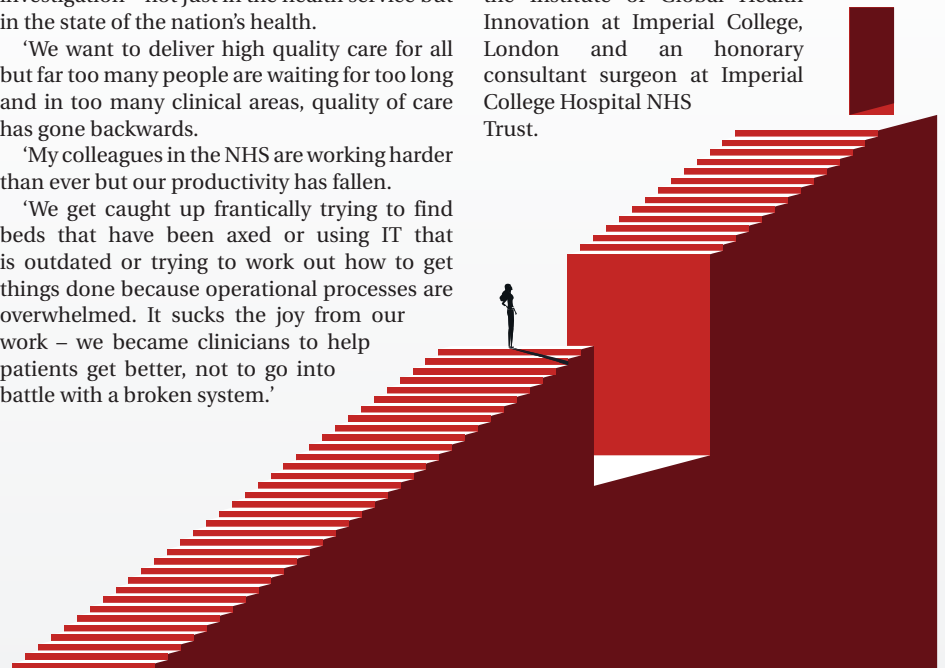 in the state of the nation’s health.
‘We want to deliver high quality care for all
but far too many people are waiting for too long
and in too many clinical areas, quality of care
has gone backwards.
‘My colleagues in the NHS are working harder
than ever but our productivity has fallen.
‘We get caught up frantically trying to find
beds that have been axed or using IT that
is outdated or trying to work out how to get
things done because operational processes are
overwhelmed. It sucks the joy from our
work – we became clinicians to help
patients get better, not to go into
battle with a broken system.’
the Institute of Global Health
Innovation at Imperial College,
London and an honorary
consultant surgeon at Imperial
College Hospital NHS
Trust.